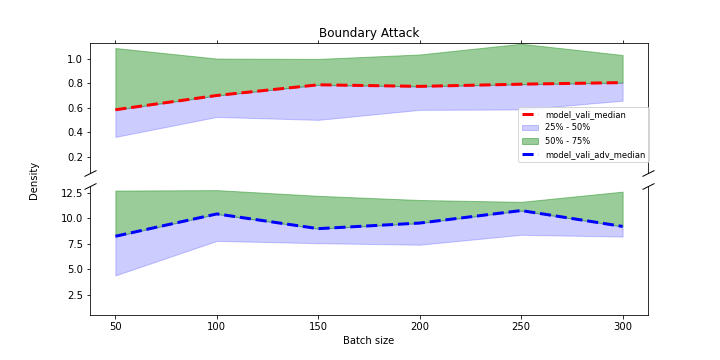 Boundary Attack
1.0
0.8
0.6
0.4
0.2
model_vali_median
25% - 50%
50% - 75%
model_vali_adv_median
Density
12.5
10.0
7.5
5.0
2.5
50 100 150 200 250 300
Batch size